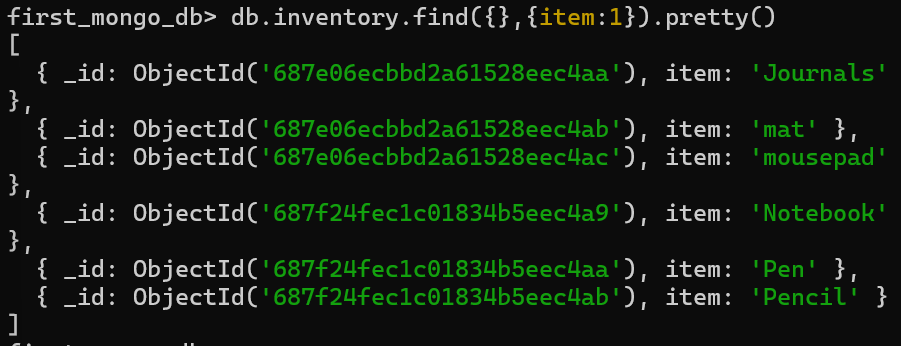 first_mongo_db> db.inventory.find({},{item:1}).pretty()
[
  { _id: ObjectId('687e06ecbbd2a61528eec4aa'), item: 'Journals'
},
  { _id: ObjectId('687e06ecbbd2a61528eec4ab'), item: 'mat' },
  { _id: ObjectId('687e06ecbbd2a61528eec4ac'), item: 'mousepad'
},
  { _id: ObjectId('687f24fec1c01834b5eec4a9'), item: 'Notebook'
},
  { _id: ObjectId('687f24fec1c01834b5eec4aa'), item: 'Pen' },
  { _id: ObjectId('687f24fec1c01834b5eec4ab'), item: 'Pencil' }
]